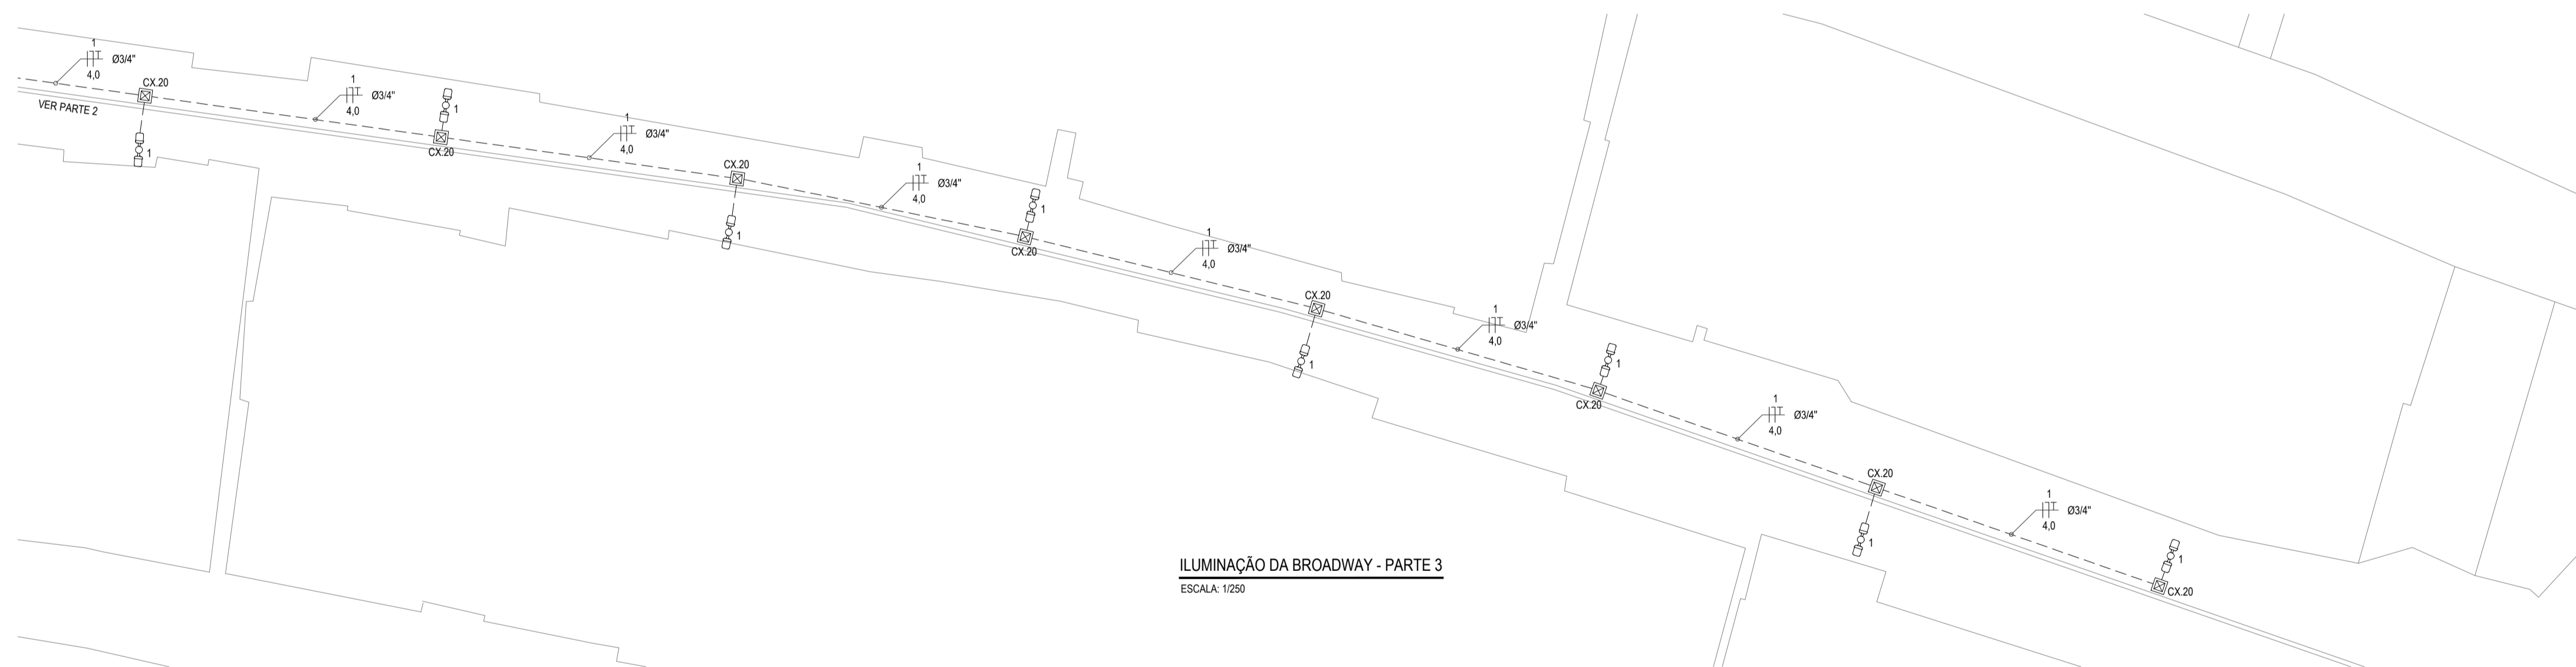 1
Ø3/4"
4,0
CX.20
VER PARTE 2
1
1
Ø3/4"
4,0
1
CX.20
1
Ø3/4"
4,0
CX.20
1
1
Ø3/4"
4,0
1
CX.20
1
Ø3/4"
4,0
CX.20
1
1
Ø3/4"
4,0
1
CX.20
1
Ø3/4"
4,0
CX.20
1
1
Ø3/4"
4,0
1
CX.20
ILUMINAÇÃO DA BROADWAY - PARTE 3
ESCALA: 1/250